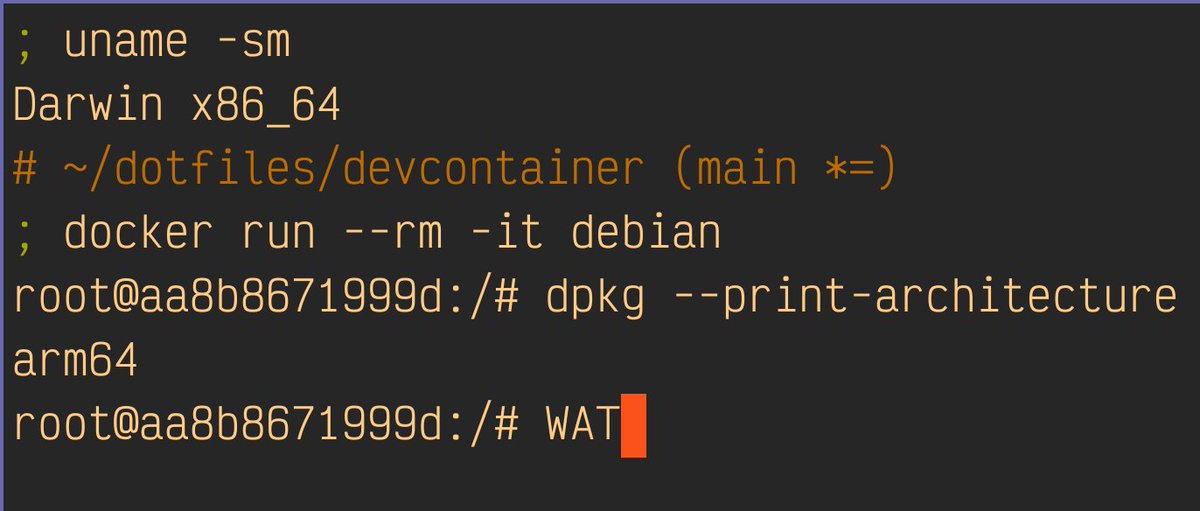 ; uname -sm
Darwin x86_64
# ~/dotfiles/devcontainer (main *=)
; docker run --rm -it debian
root@aa8b8671999d:/# dpkg --print-architecture
arm64
root@aa8b8671999d:/# WAT